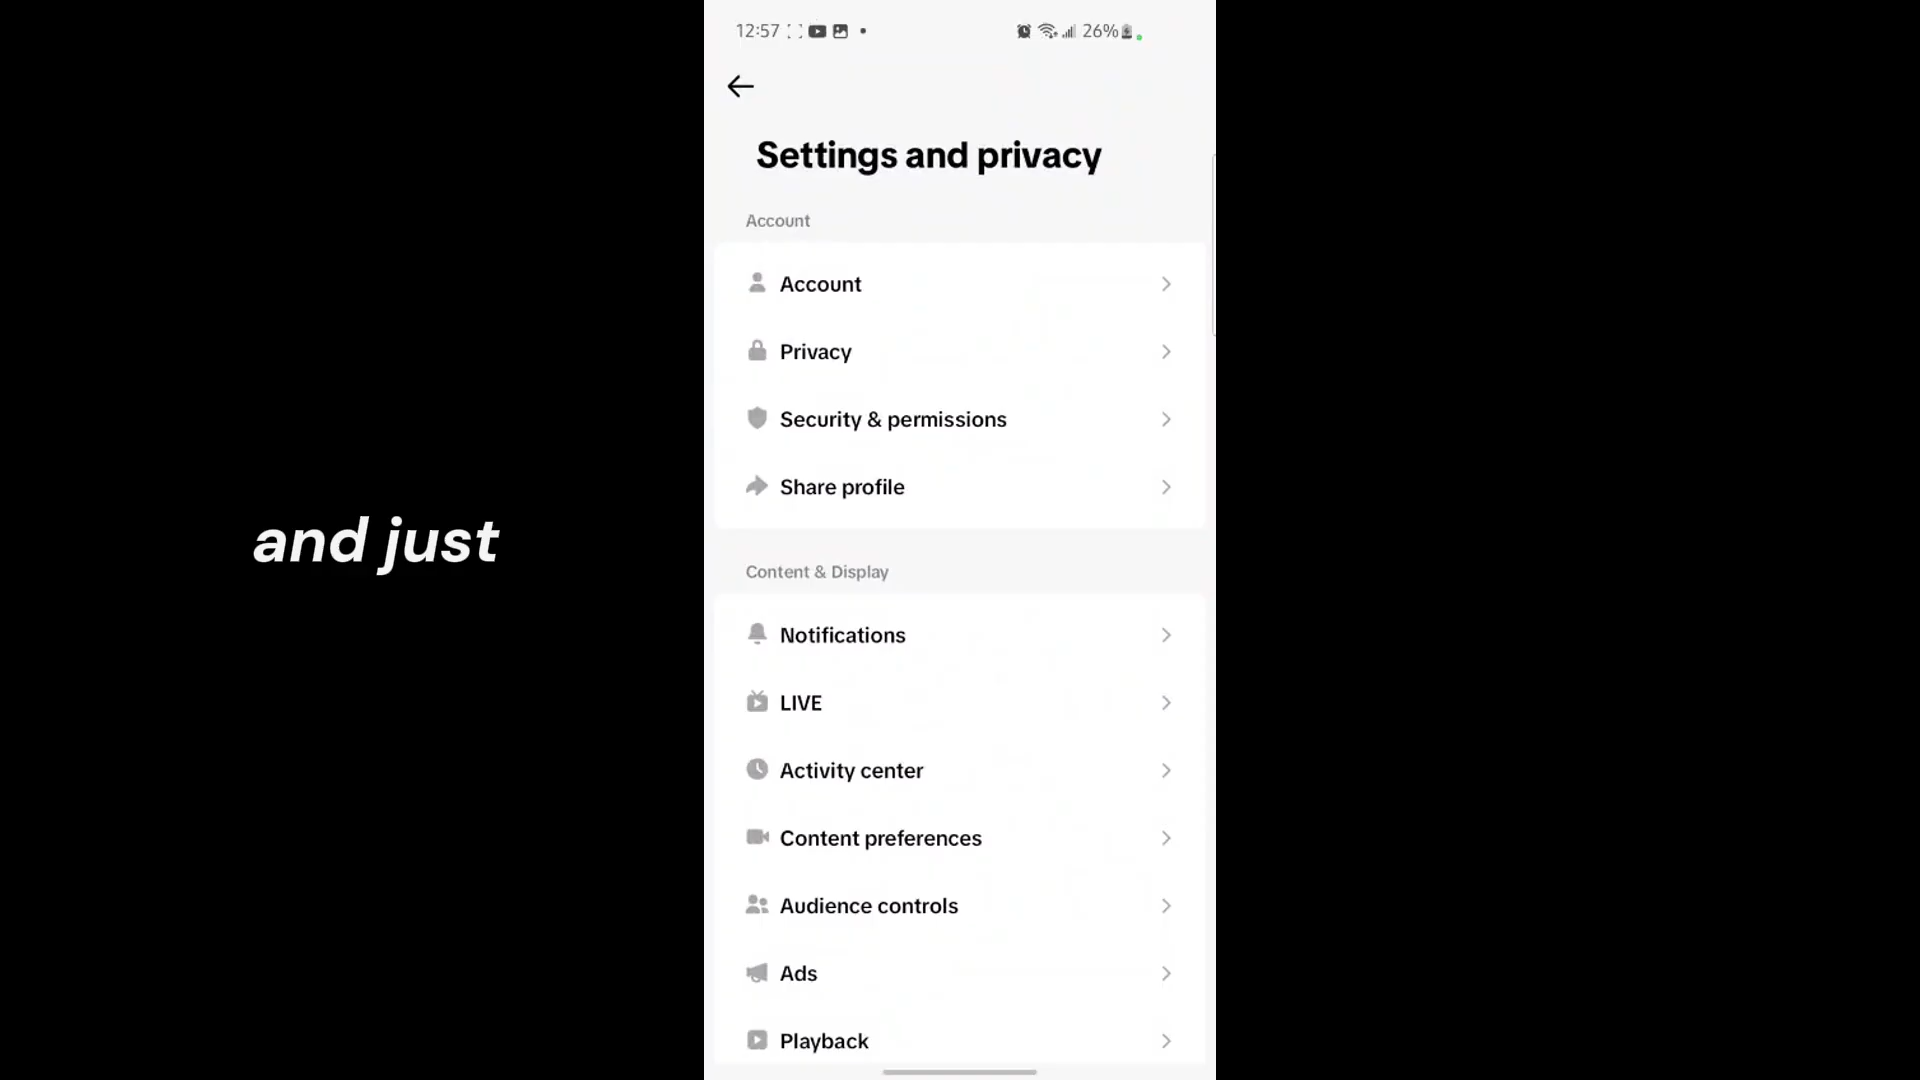 12:57
26%
Settings and privacy
Account
Account
Privacy
Security & permissions
Share profile
and just
Content & Display
Notifications
LIVE
Activity center
Content preferences
Audience controls
Ads
Playback